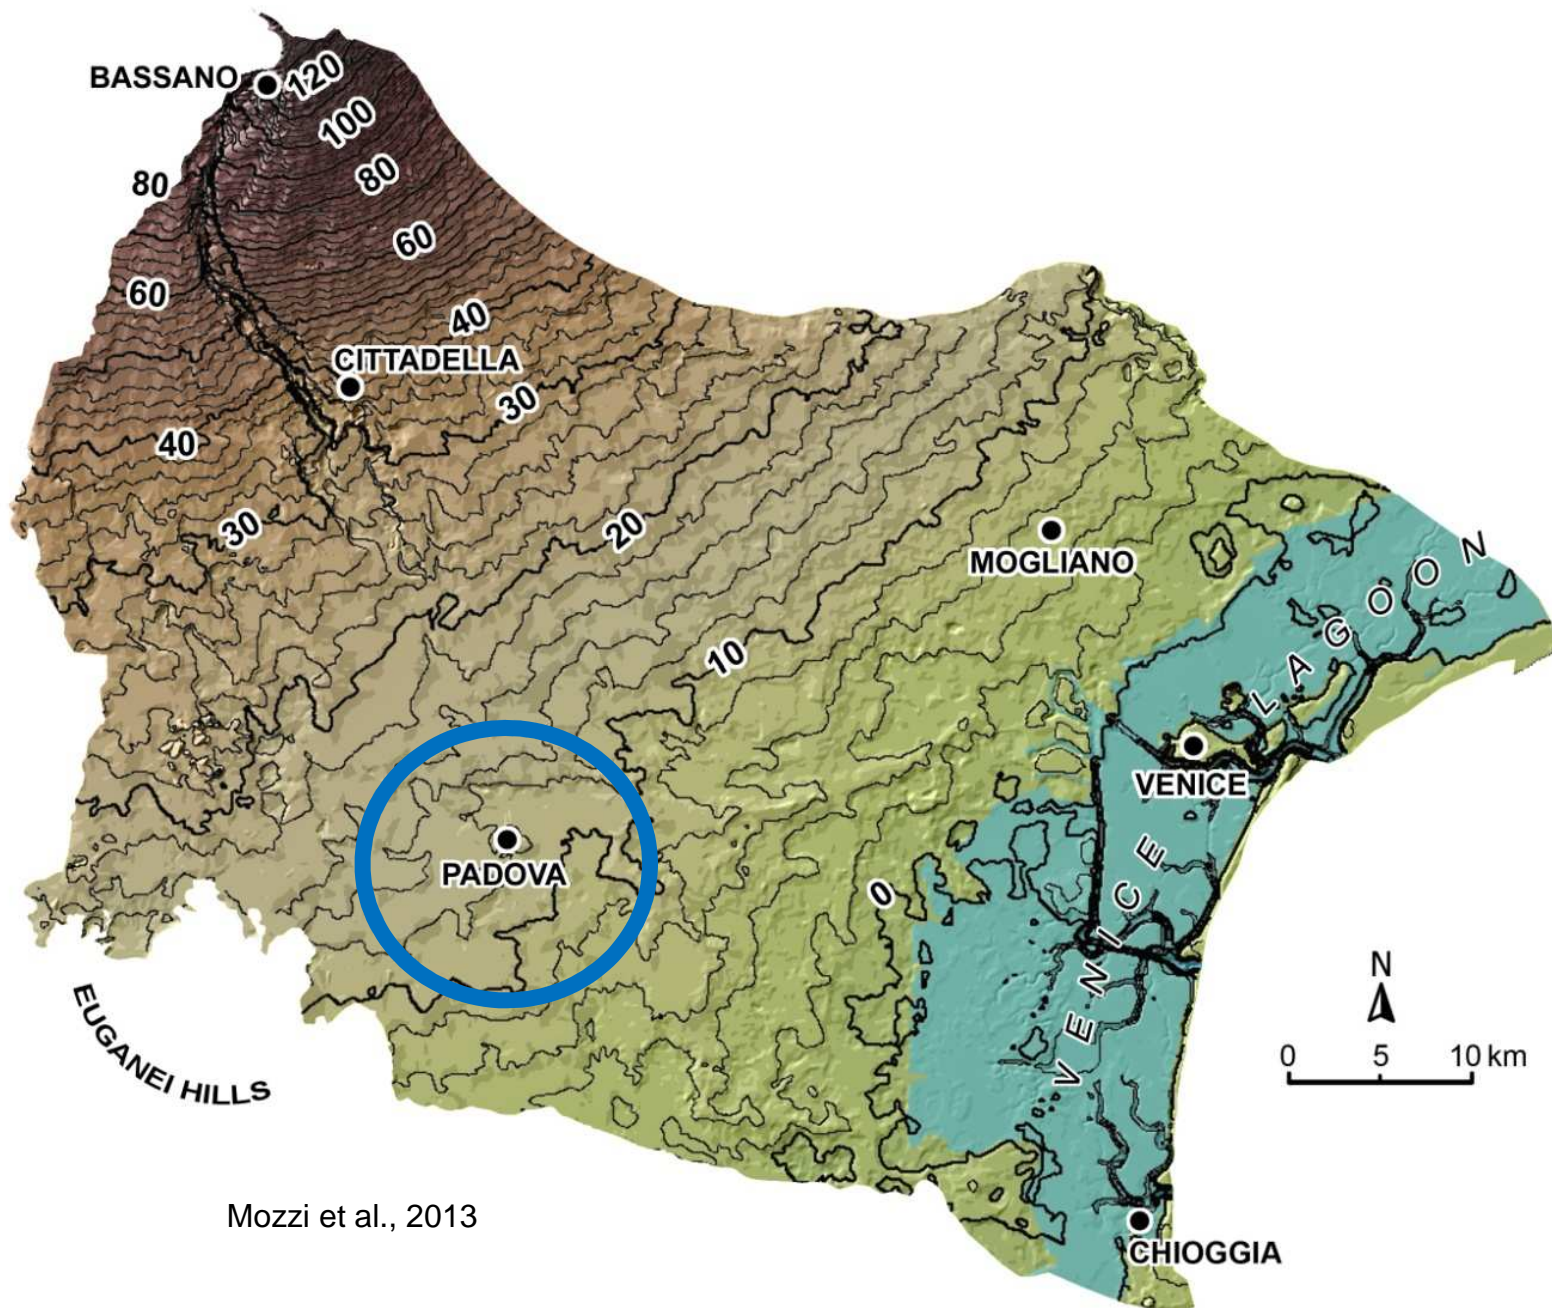 BASSANO
120
100
80
80
60
60
40
CITTADELLA
30
40
30
20
MOGLIANO
10
VENICE LAGOON
VENICE
PADOVA
0
N
EUGANEI HILLS
0 5 10 km
Mozzi et al., 2013
CHIOGGIA